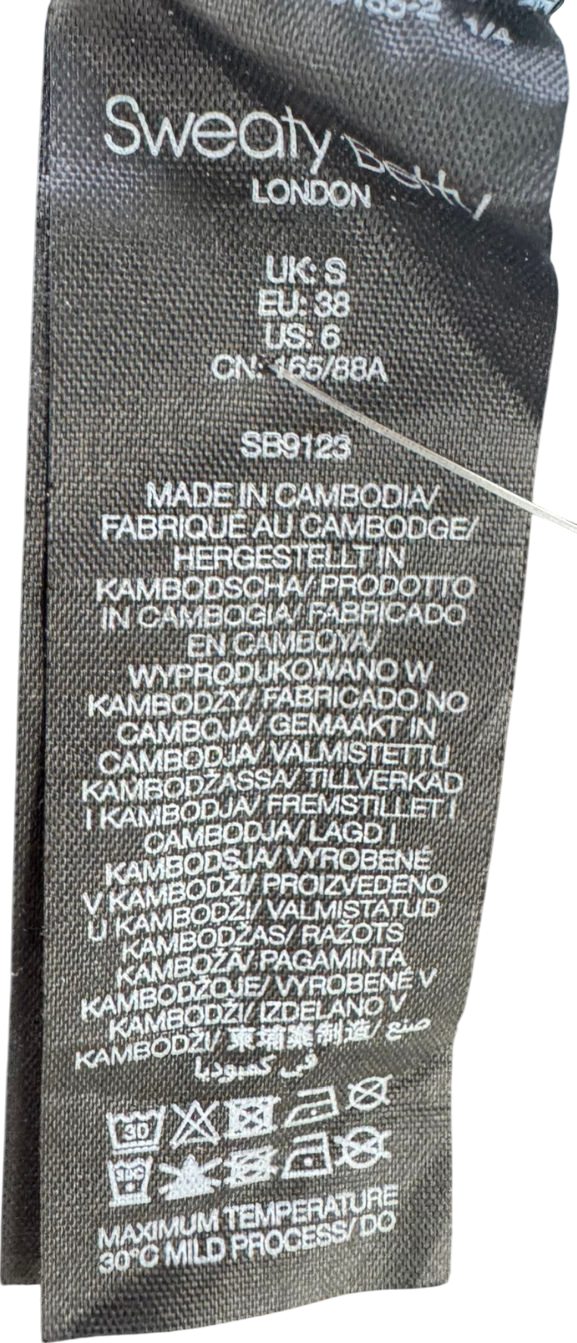 Sweaty Betty
LONDON
UK: S
EU: 38
US: 6
CN: 165/88A
SB9123
MADE IN CAMBODIA/
FABRIQUÉ AU CAMBODGE/
HERGESTELLT IN
KAMBODSCHA/ PRODOTTO
IN CAMBOGIA/ FABRICADO
EN CAMBOYA/
WYPRODUKOWANO W
KAMBODŻY/ FABRICADO NO
CAMBOJA/ GEMAAKT IN
CAMBODJA/ VALMISTETTU
KAMBODŽASSA/ TILLVERKAD
I KAMBODJA/ FREMSTILLET I
CAMBODJA/ LAGD I
KAMBODSJA/ VYROBENÉ
V KAMBODŽI/ PROIZVEDENO
U KAMBODŽI/ VALMISTATUD
KAMBODŽAS/ RAŽOTS
KAMBOŽĀ/ PAGAMINTA
KAMBODŽOJE/ VYROBENÉ V
KAMBODŽI/ IZDELANO V
KAMBODŽI/ 柬埔寨制造/ صنع
في كمبوديا
30
MAXIMUM TEMPERATURE
30°C MILD PROCESS/ DO